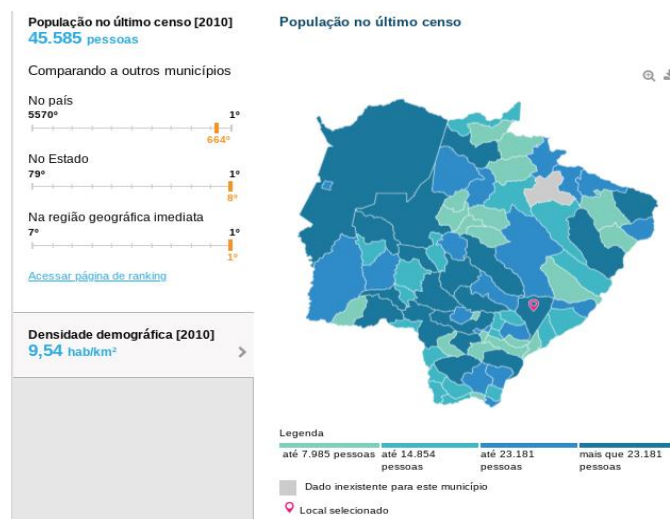 População no último censo [2010]
45.585 pessoas
Comparando a outros municípios
No país
5570º 1º
664º
No Estado
79º 1º
8º
Na região geográfica imediata
7º 1º
1º
Acessar página de ranking
Densidade demográfica [2010]
9,54 hab/km²
População no último censo
Legenda
até 7.985 pessoas
até 14.854
pessoas
até 23.181
pessoas
mais que 23.181
pessoas
Dado inexistente para este município
Local selecionado